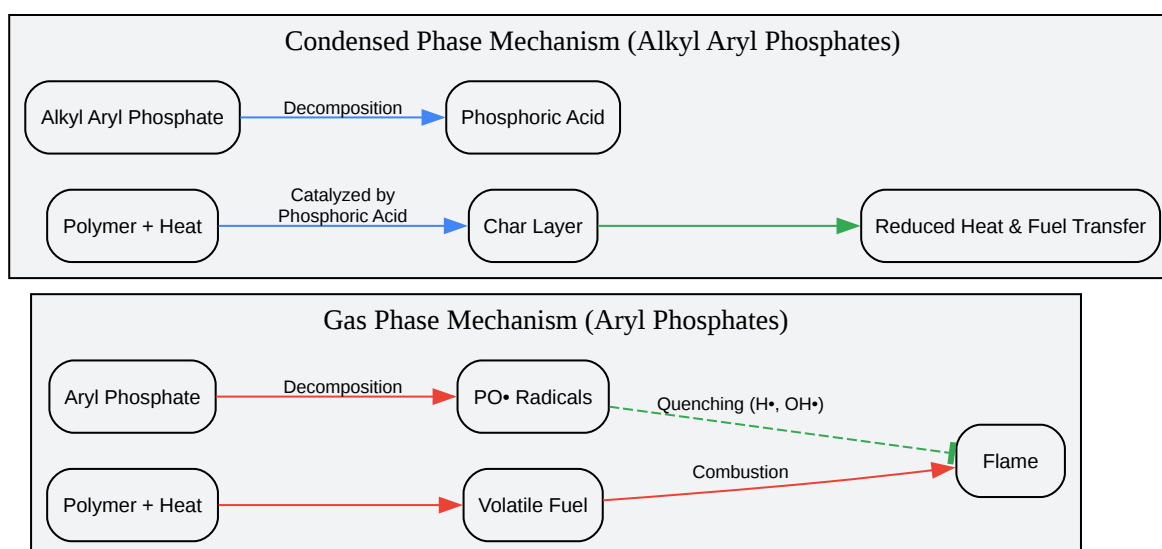 Condensed Phase Mechanism (Alkyl Aryl Phosphates)
Alkyl Aryl Phosphate
Decomposition
Phosphoric Acid
Polymer + Heat
Catalyzed by
Phosphoric Acid
Char Layer
Reduced Heat & Fuel Transfer
Gas Phase Mechanism (Aryl Phosphates)
Aryl Phosphate
Decomposition
PO• Radicals
Quenching (H•, OH•)
Flame
Polymer + Heat
Volatile Fuel
Combustion